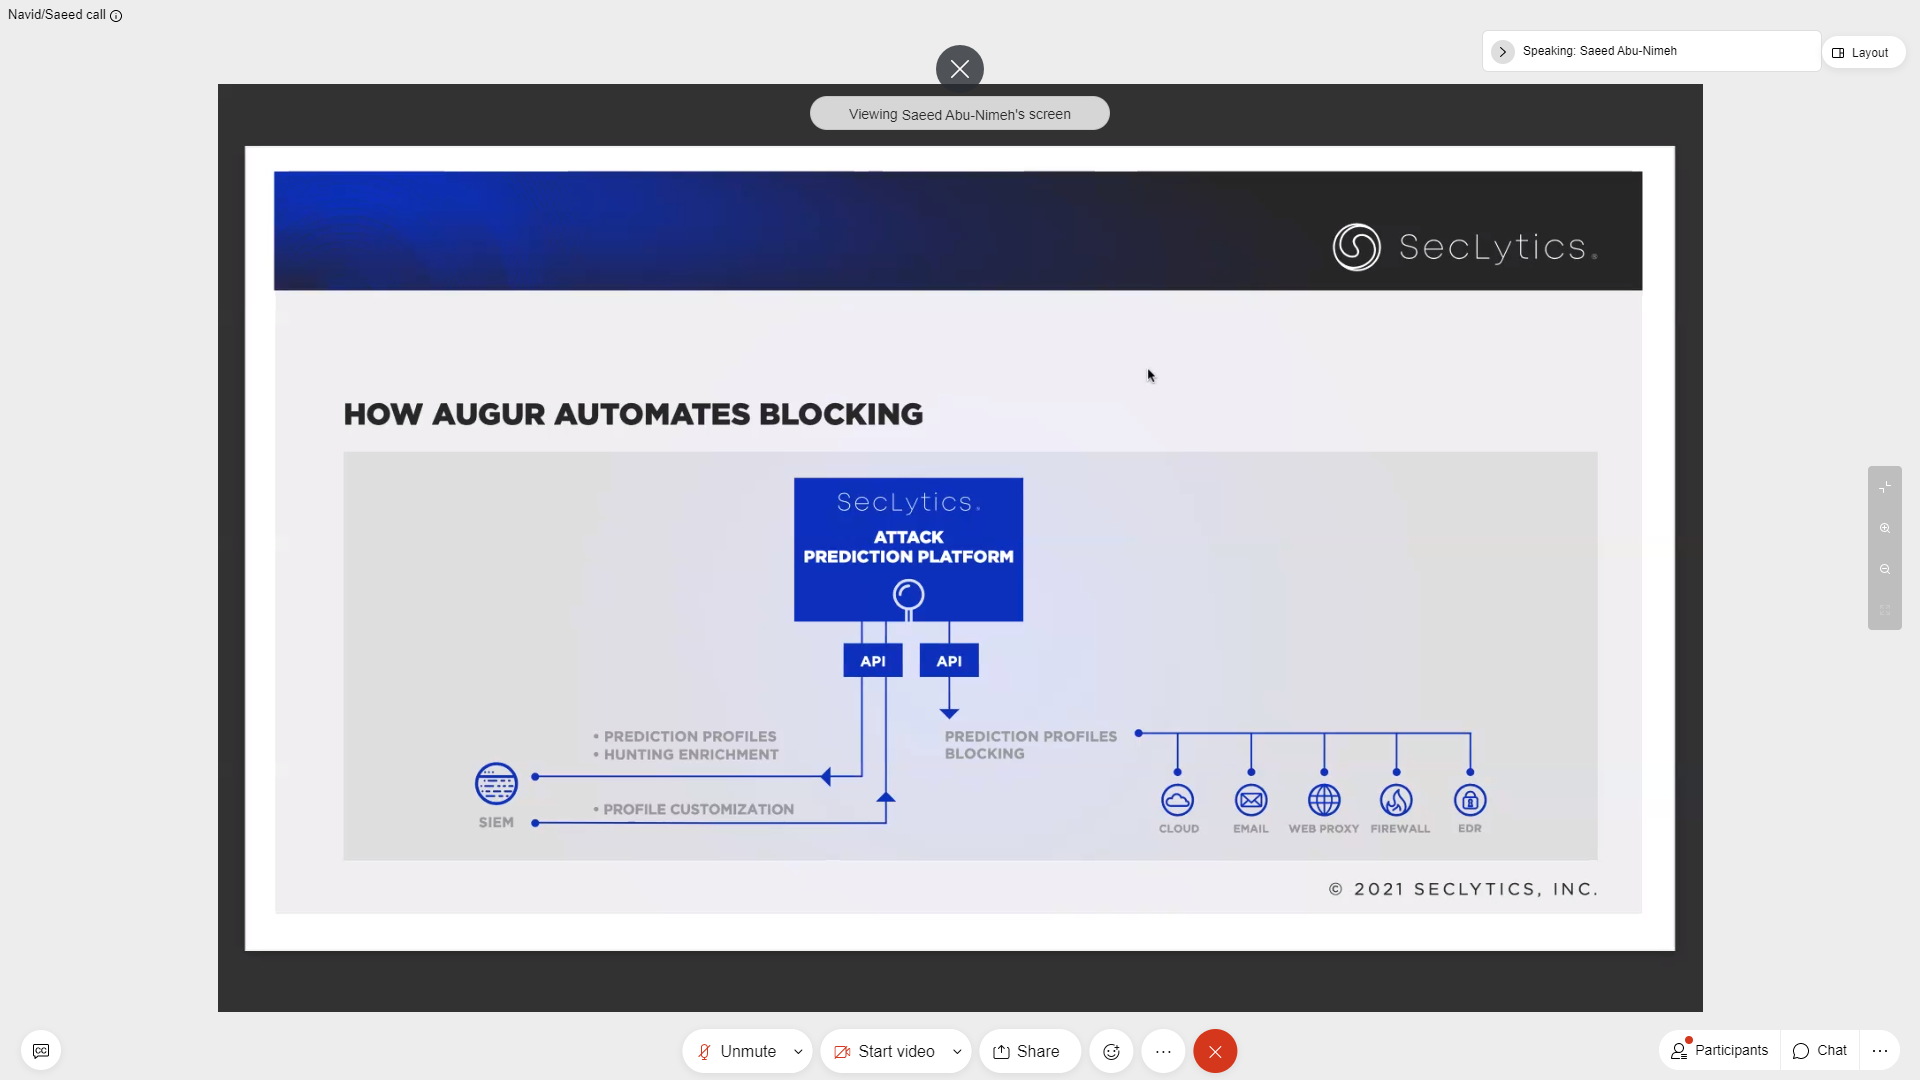 Navid/Saeed call
Speaking: Saeed Abu-Nimeh
Layout
Viewing Saeed Abu-Nimeh's screen
SecLytics®
HOW AUGUR AUTOMATES BLOCKING
SecLytics®
ATTACK
PREDICTION PLATFORM
API API
• PREDICTION PROFILES
• HUNTING ENRICHMENT
• PROFILE CUSTOMIZATION
SIEM
PREDICTION PROFILES
BLOCKING
CLOUD EMAIL WEB PROXY FIREWALL EDR
© 2021 SECLYTICS, INC.
CC
Unmute Start video Share
Participants Chat